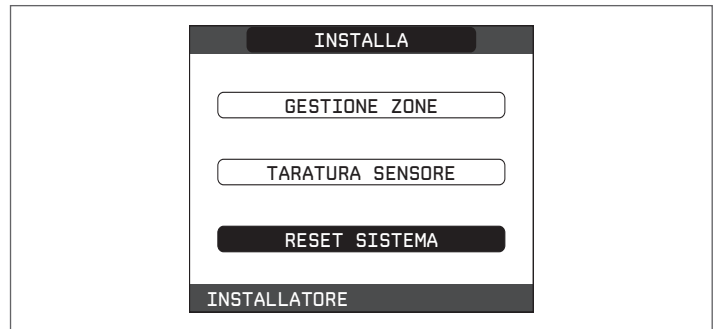 INSTALLA
GESTIONE ZONE
TARATURA SENSORE
RESET SISTEMA
INSTALLATORE